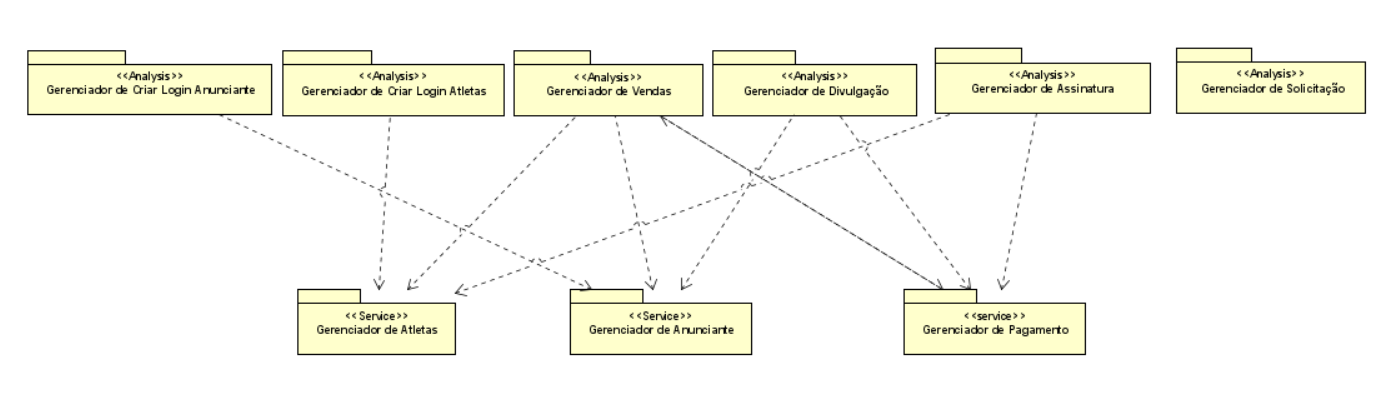 <<Analysis>>
Gerenciador de Criar Login Anunciante
<<Analysis>>
Gerenciador de Criar Login Atletas
<<Analysis>>
Gerenciador de Vendas
<<Analysis>>
Gerenciador de Divulgação
<<Analysis>>
Gerenciador de Assinatura
<<Analysis>>
Gerenciador de Solicitação
<<Service>>
Gerenciador de Atletas
<<Service>>
Gerenciador de Anunciante
<<service>>
Gerenciador de Pagamento